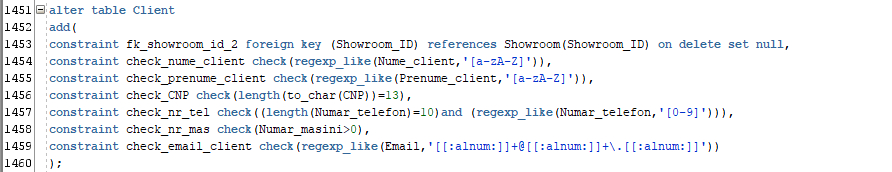 1451 alter table Client
1452 add(
1453 constraint fk_showroom_id_2 foreign key (Showroom_ID) references Showroom(Showroom_ID) on delete set null,
1454 constraint check_nume_client check(regexp_like(Nume_client,'[a-zA-Z]')),
1455 constraint check_prenume_client check(regexp_like(Prenume_client,'[a-zA-Z]')),
1456 constraint check_CNP check(length(to_char(CNP))=13),
1457 constraint check_nr_tel check((length(Numar_telefon)=10)and (regexp_like(Numar_telefon,'[0-9]'))),
1458 constraint check_nr_mas check(Numar_masini>0),
1459 constraint check_email_client check(regexp_like(Email,'[[:alnum:]]+@[[:alnum:]]+\.[[:alnum:]]'))
1460 );